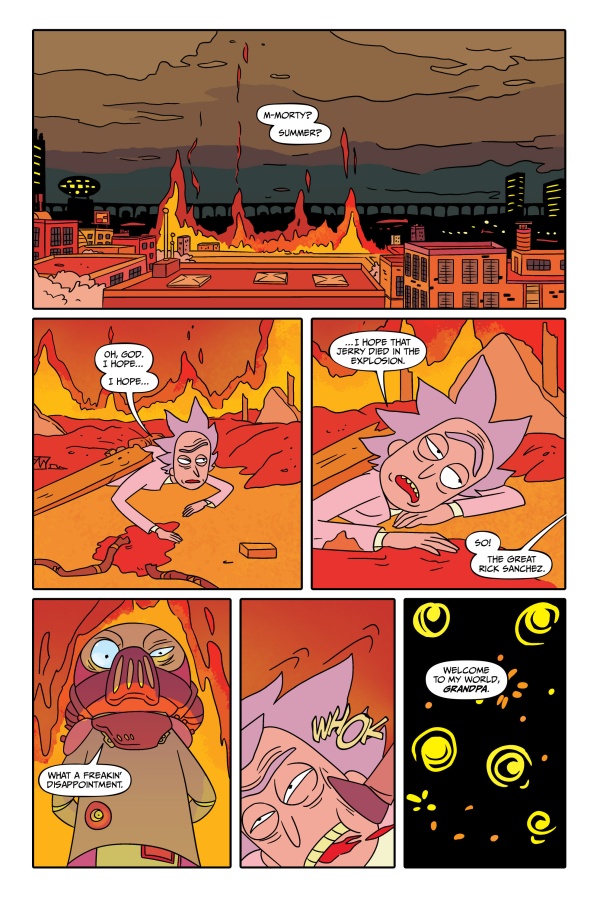 M-MORTY?
SUMMER?
OH, GOD.
I HOPE...
I HOPE...
...I HOPE THAT
JERRY DIED IN THE
EXPLOSION.
SO!
THE GREAT
RICK SANCHEZ.
WHAT A FREAKIN'
DISAPPOINTMENT.
WHOK
WELCOME
TO MY WORLD,
GRANDPA.